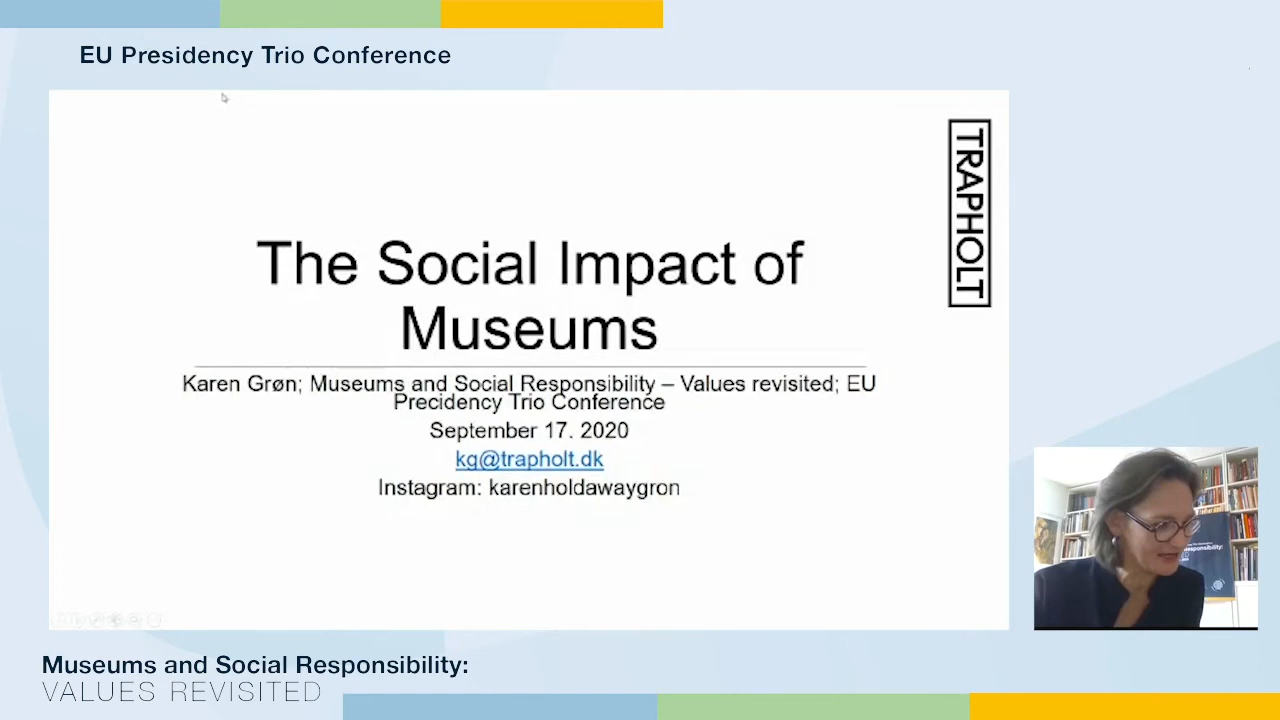 EU Presidency Trio Conference
TRAPHOLT
The Social Impact of
Museums
Karen Grøn; Museums and Social Responsibility – Values revisited; EU
Precidency Trio Conference
September 17. 2020
kg@trapholt.dk
Instagram: karenholdawaygron
Museums and Social Responsibility:
VALUES REVISITED